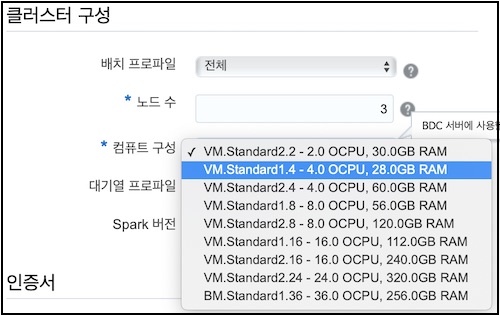 클러스터 구성
배치 프로파일 전체
* 노드 수 3
BDC 서버에 사용될
* 컴퓨트 구성
✓ VM.Standard2.2 - 2.0 OCPU, 30.0GB RAM
VM.Standard1.4 - 4.0 OCPU, 28.0GB RAM
대기열 프로파일
VM.Standard2.4 - 4.0 OCPU, 60.0GB RAM
VM.Standard1.8 - 8.0 OCPU, 56.0GB RAM
Spark 버전
VM.Standard2.8 - 8.0 OCPU, 120.0GB RAM
VM.Standard1.16 - 16.0 OCPU, 112.0GB RAM
VM.Standard2.16 - 16.0 OCPU, 240.0GB RAM
VM.Standard2.24 - 24.0 OCPU, 320.0GB RAM
BM.Standard1.36 - 36.0 OCPU, 256.0GB RAM
인증서